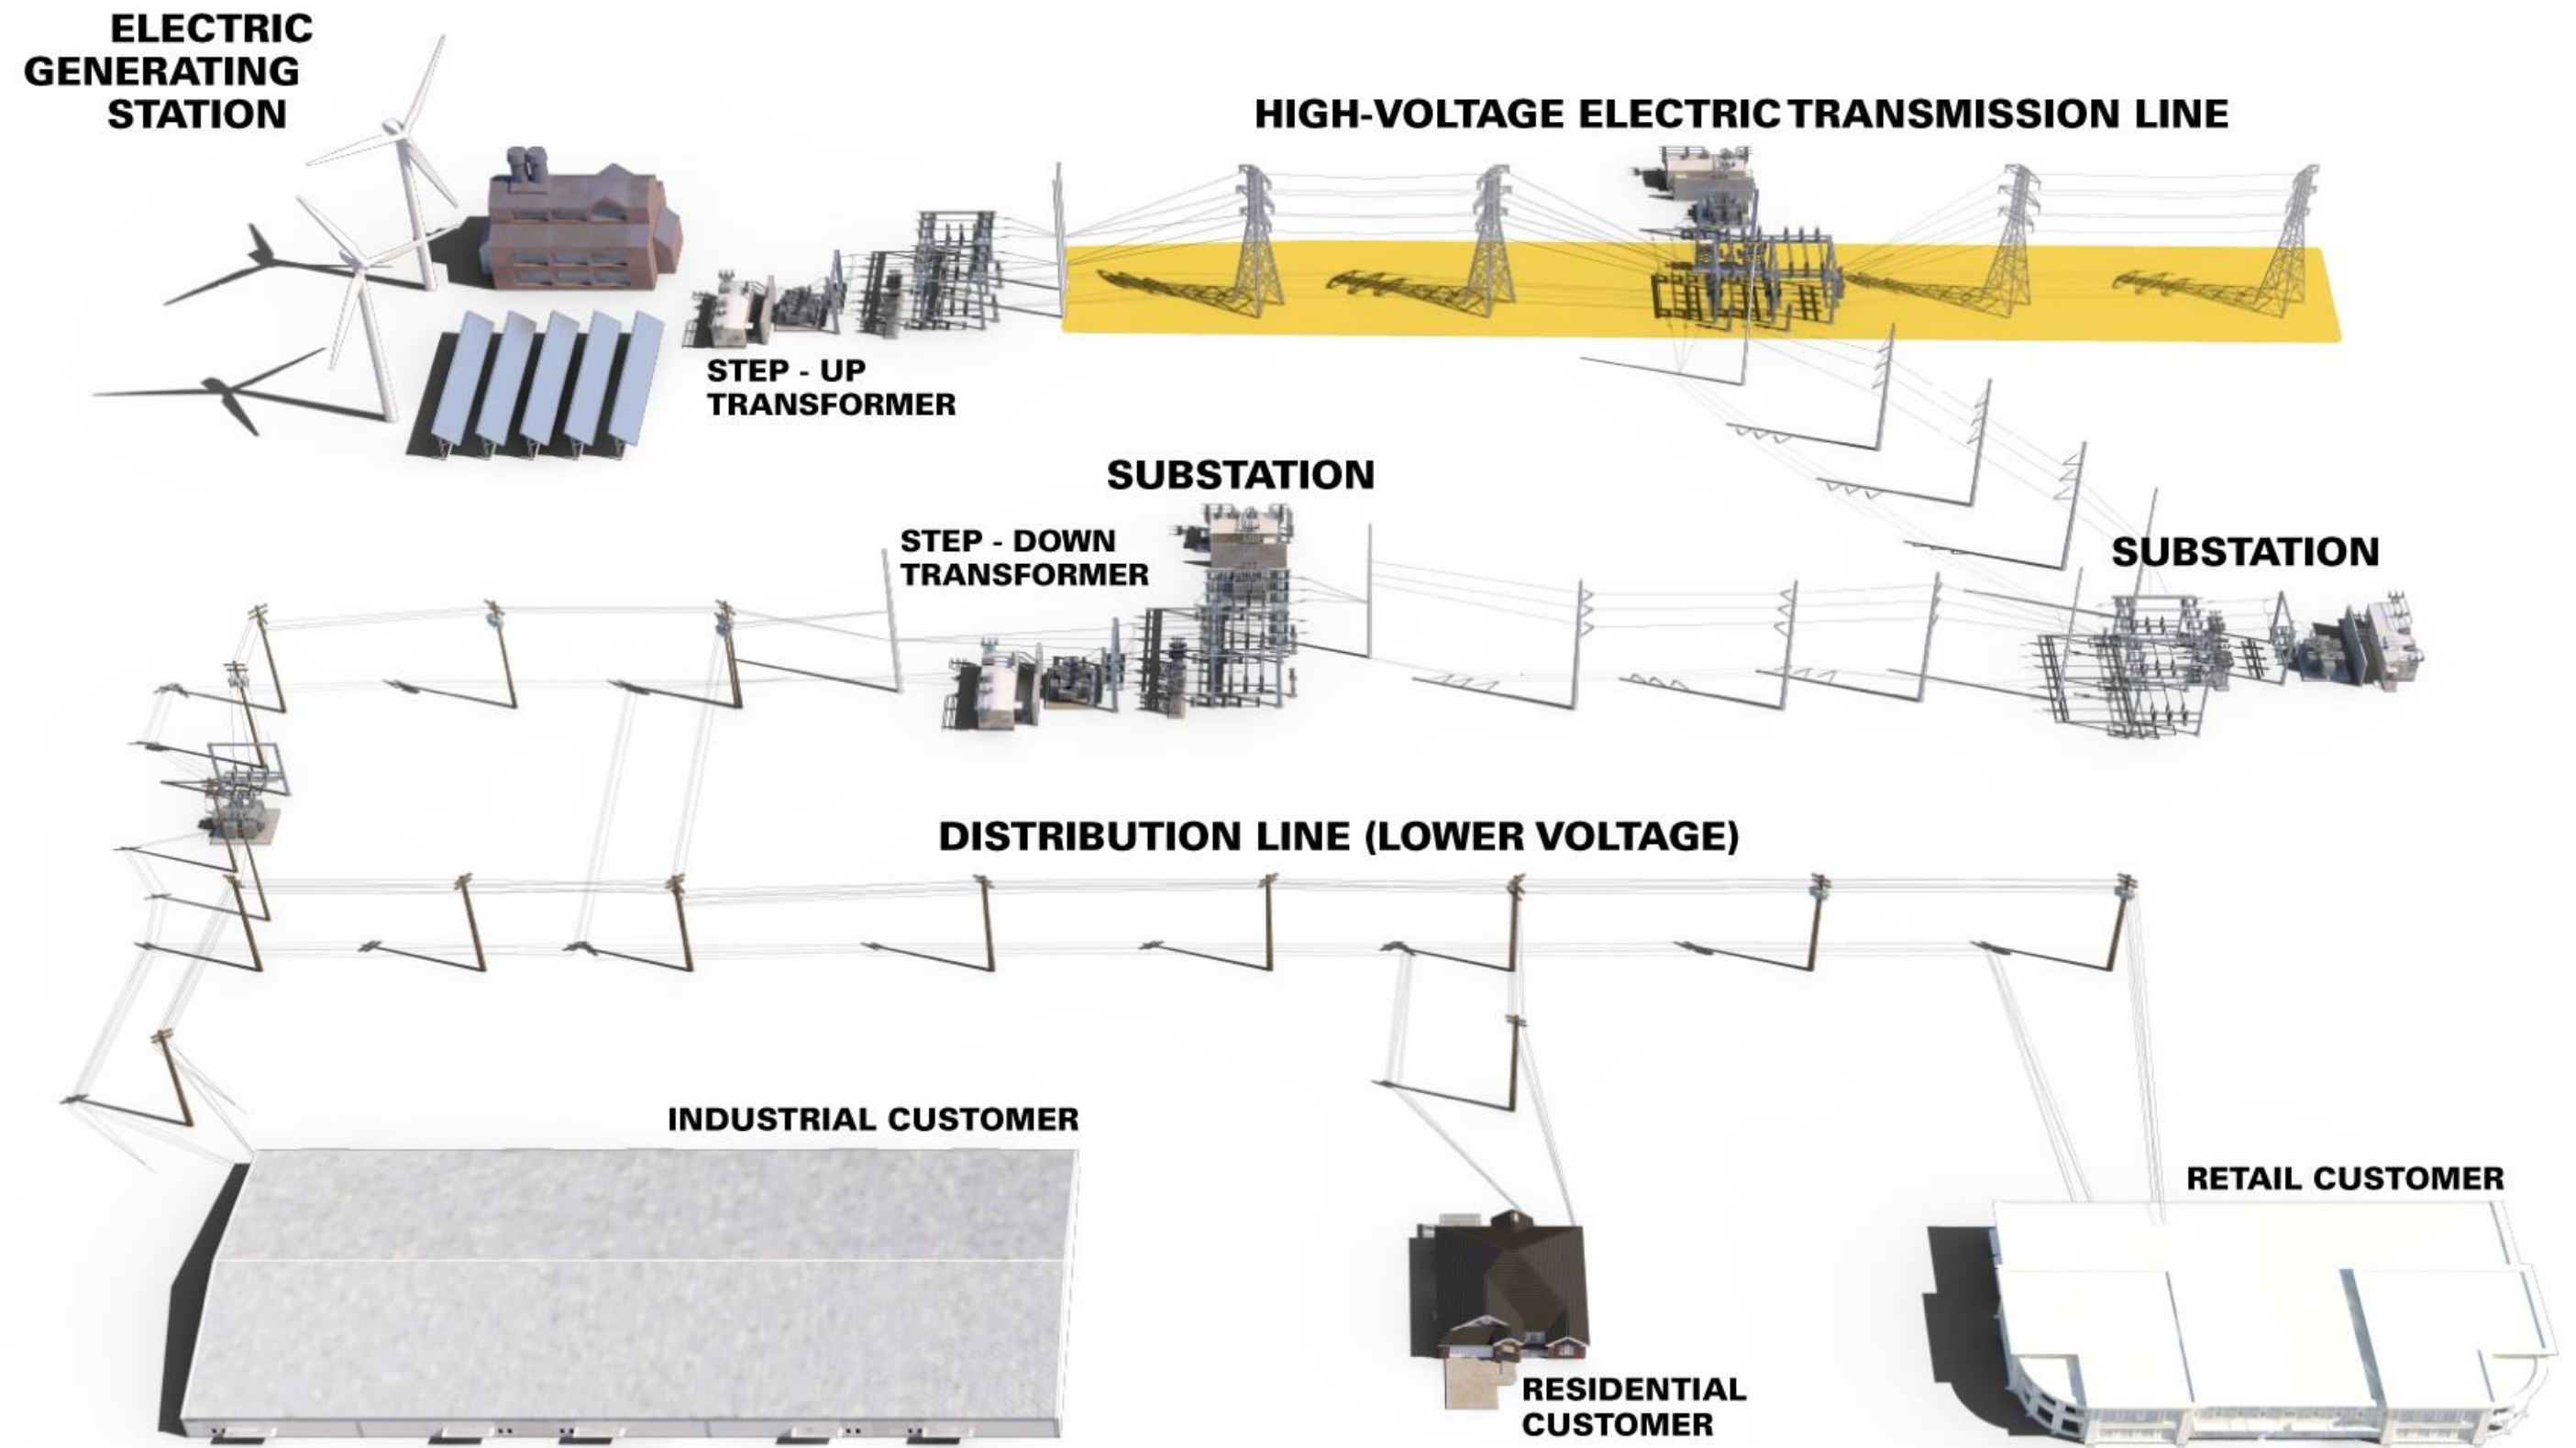 ELECTRIC
GENERATING
STATION
HIGH-VOLTAGE ELECTRIC TRANSMISSION LINE
STEP - UP
TRANSFORMER
SUBSTATION
STEP - DOWN
TRANSFORMER
SUBSTATION
DISTRIBUTION LINE (LOWER VOLTAGE)
INDUSTRIAL CUSTOMER
RETAIL CUSTOMER
RESIDENTIAL
CUSTOMER